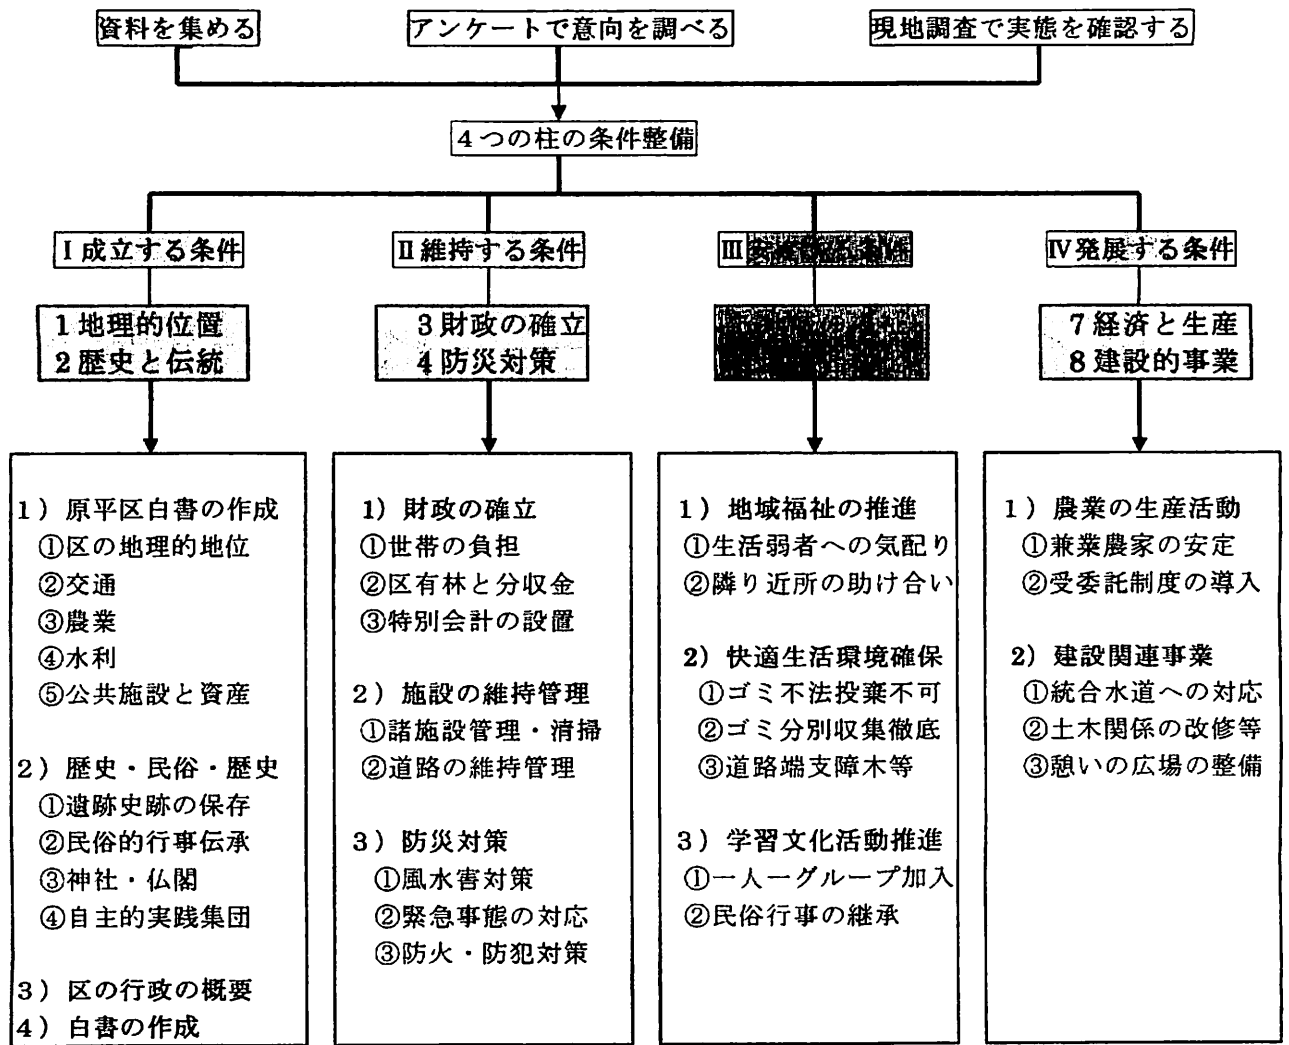 資料を集める
アンケートで意向を調べる
現地調査で実態を確認する
4つの柱の条件整備
Ⅰ成立する条件
1地理的位置
2歴史と伝統
1）原平区白書の作成
①区の地理的地位
②交通
③農業
④水利
⑤公共施設と資産
2）歴史・民俗・歴史
①遺跡史跡の保存
②民俗的行事伝承
③神社・仏閣
④自主的実践集団
3）区の行政の概要
4）白書の作成
Ⅱ維持する条件
3財政の確立
4防災対策
1）財政の確立
①世帯の負担
②区有林と分収金
③特別会計の設置
2）施設の維持管理
①諸施設管理・清掃
②道路の維持管理
3）防災対策
①風水害対策
②緊急事態の対応
③防火・防犯対策
Ⅲ
1）地域福祉の推進
①生活弱者への気配り
②隣り近所の助け合い
2）快適生活環境確保
①ゴミ不法投棄不可
②ゴミ分別収集徹底
③道路端支障木等
3）学習文化活動推進
①一人一グループ加入
②民俗行事の継承
Ⅳ発展する条件
7経済と生産
8建設的事業
1）農業の生産活動
①兼業農家の安定
②受委託制度の導入
2）建設関連事業
①統合水道への対応
②土木関係の改修等
③憩いの広場の整備